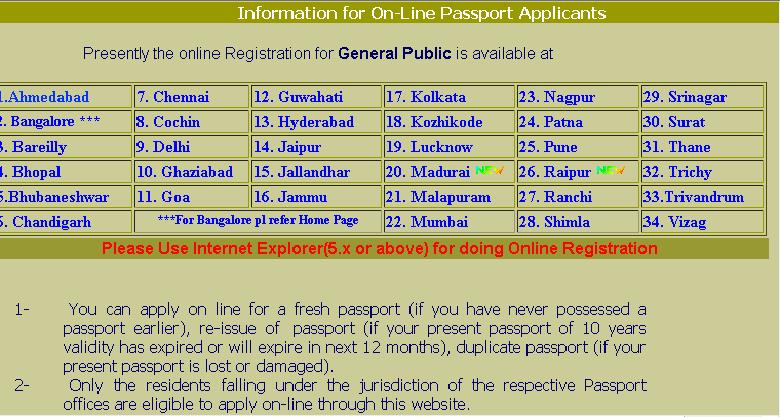 Information for On-Line Passport Applicants
Presently the online Registration for General Public is available at
1.Ahmedabad 7. Chennai 12. Guwahati 17. Kolkata 23. Nagpur 29. Srinagar
2. Bangalore *** 8. Cochin 13. Hyderabad 18. Kozhikode 24. Patna 30. Surat
3. Bareilly 9. Delhi 14. Jaipur 19. Lucknow 25. Pune 31. Thane
4. Bhopal 10. Ghaziabad 15. Jallandhar 20. Madurai NEW 26. Raipur NEW 32. Trichy
5.Bhubaneshwar 11. Goa 16. Jammu 21. Malapuram 27. Ranchi 33.Trivandrum
6. Chandigarh ***For Bangalore pl refer Home Page 22. Mumbai 28. Shimla 34. Vizag
Please Use Internet Explorer(5.x or above) for doing Online Registration
1- You can apply on line for a fresh passport (if you have never possessed a
passport earlier), re-issue of passport (if your present passport of 10 years
validity has expired or will expire in next 12 months), duplicate passport (if your
present passport is lost or damaged).
2- Only the residents falling under the jurisdiction of the respective Passport
offices are eligible to apply on-line through this website.